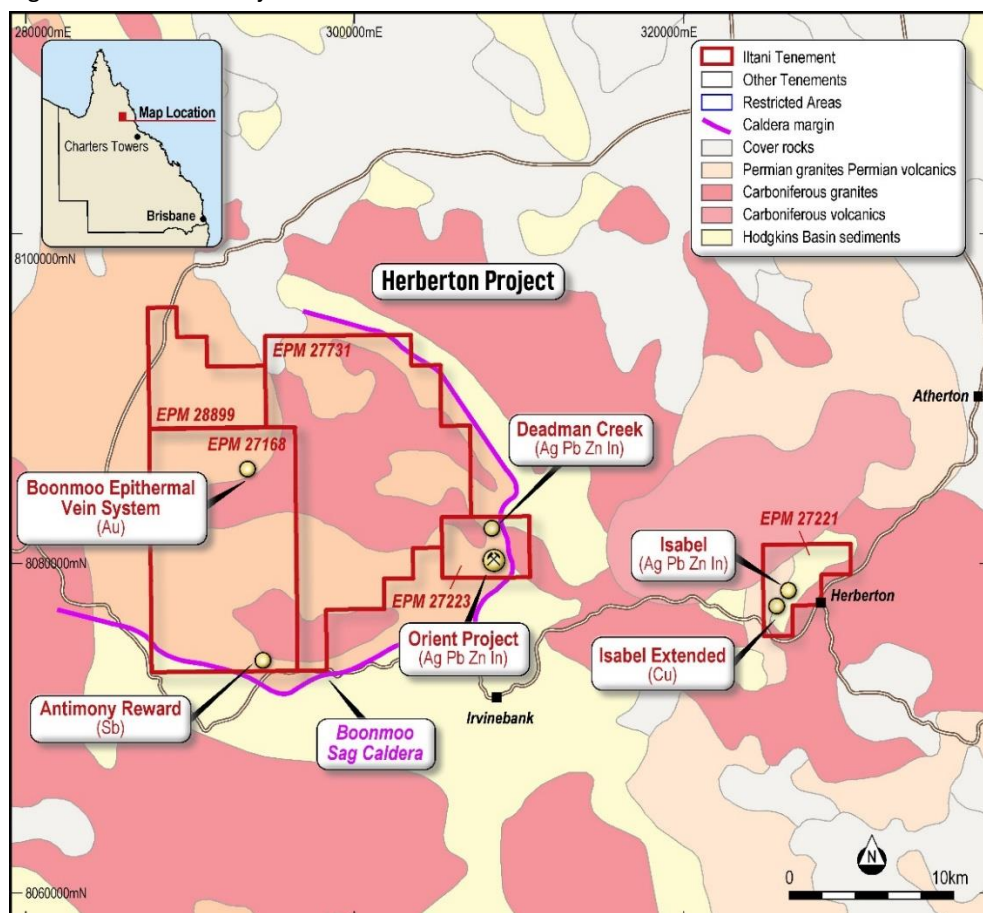 280000mE
300000mE
320000mE
Map Location
Charters Towers
Brisbane
Iltani Tenement
Other Tenements
Restricted Areas
Caldera margin
Cover rocks
Permian granites Permian volcanics
Carboniferous granites
Carboniferous volcanics
Hodgkins Basin sediments
8100000mN
Herberton Project
EPM 27731
Atherton
EPM 28899
EPM 27168
Deadman Creek
(Ag Pb Zn In)
Boonmoo Epithermal
Vein System
(Au)
EPM 27221
Isabel
(Ag Pb Zn In)
8080000mN
EPM 27223
Herberton
Orient Project
(Ag Pb Zn In)
Isabel Extended
(Cu)
Antimony Reward
(Sb)
Irvinebank
Boonmoo
Sag Caldera
N
0
10km
8060000mN